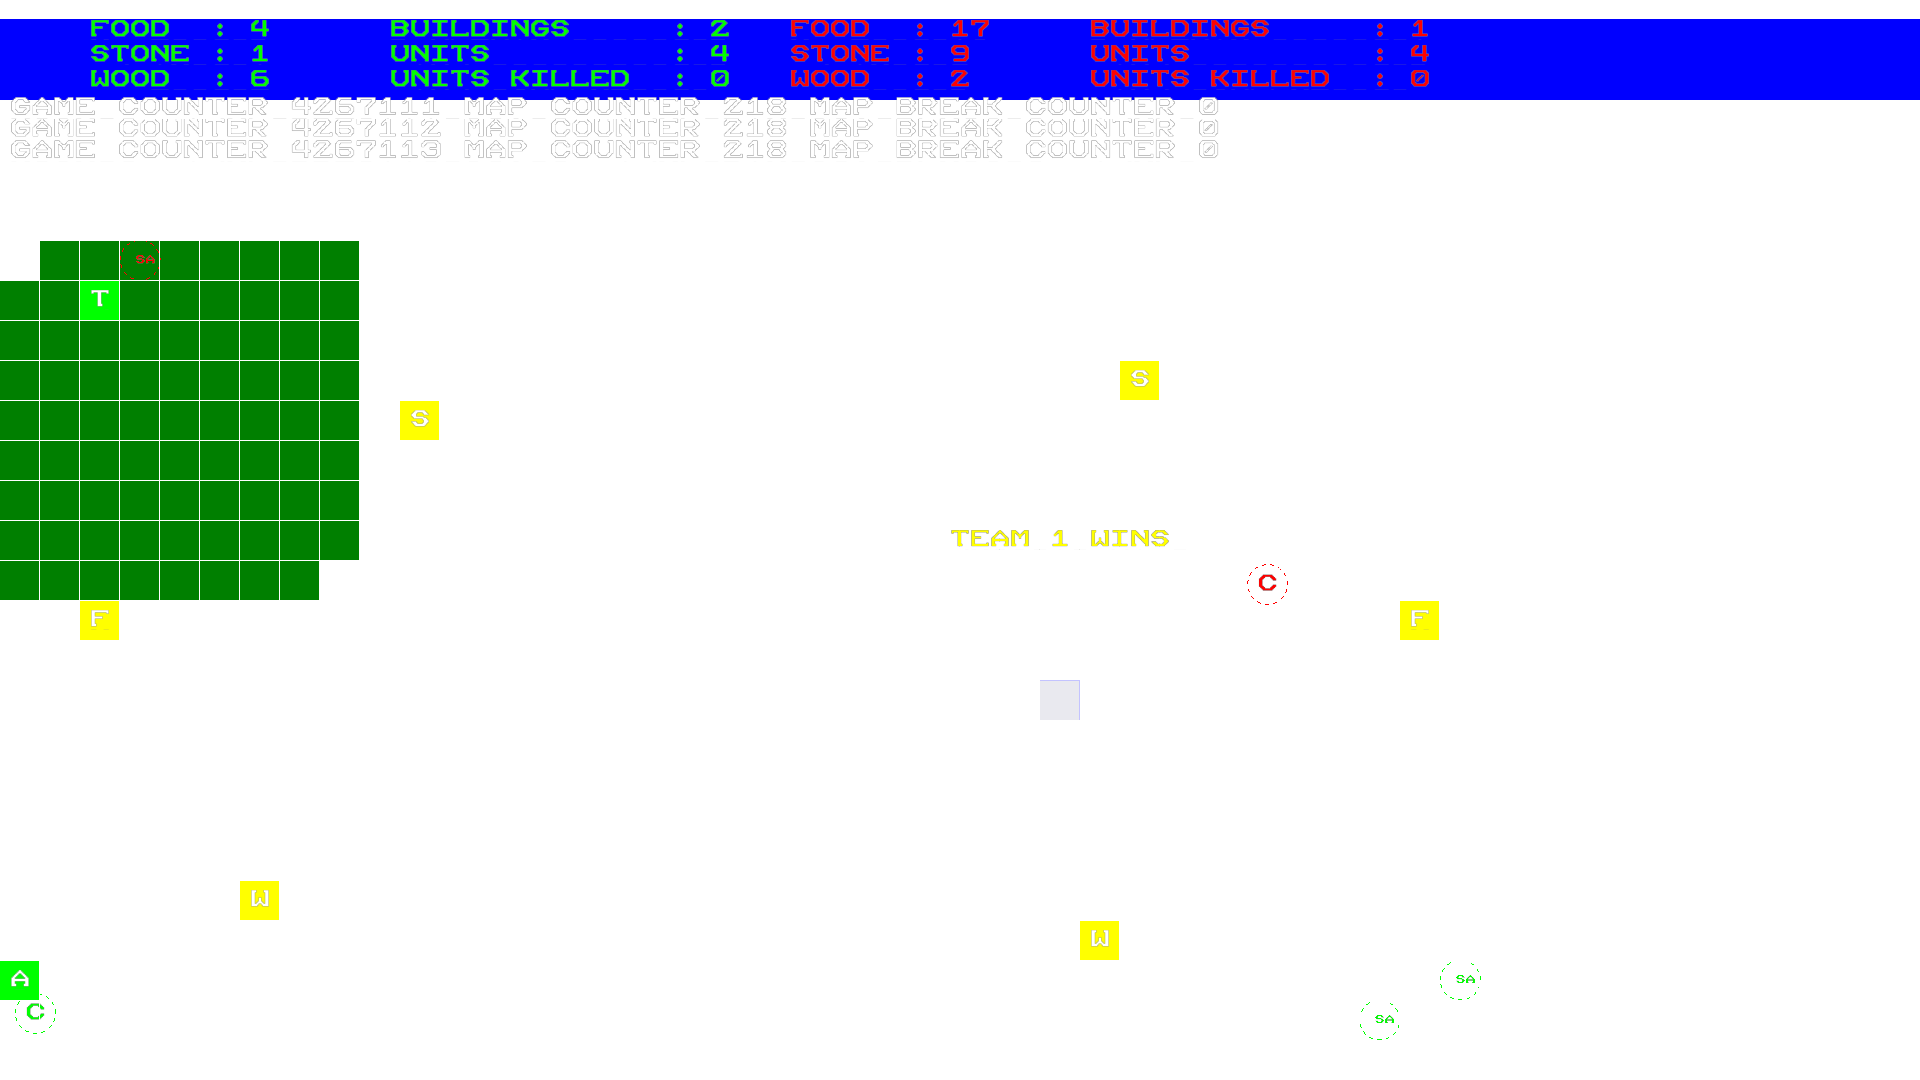 FOOD : 4 BUILDINGS : 2 FOOD : 17 BUILDINGS : 1
STONE : 1 UNITS : 4 STONE : 9 UNITS : 4
WOOD : 6 UNITS KILLED : 0 WOOD : 2 UNITS KILLED : 0
GAME COUNTER 4267111 MAP COUNTER 218 MAP BREAK COUNTER 0
GAME COUNTER 4267112 MAP COUNTER 218 MAP BREAK COUNTER 0
GAME COUNTER 4267113 MAP COUNTER 218 MAP BREAK COUNTER 0
SA
T
S
S
TEAM 1 WINS
C
F
F
W
W
A
SA
C
SA